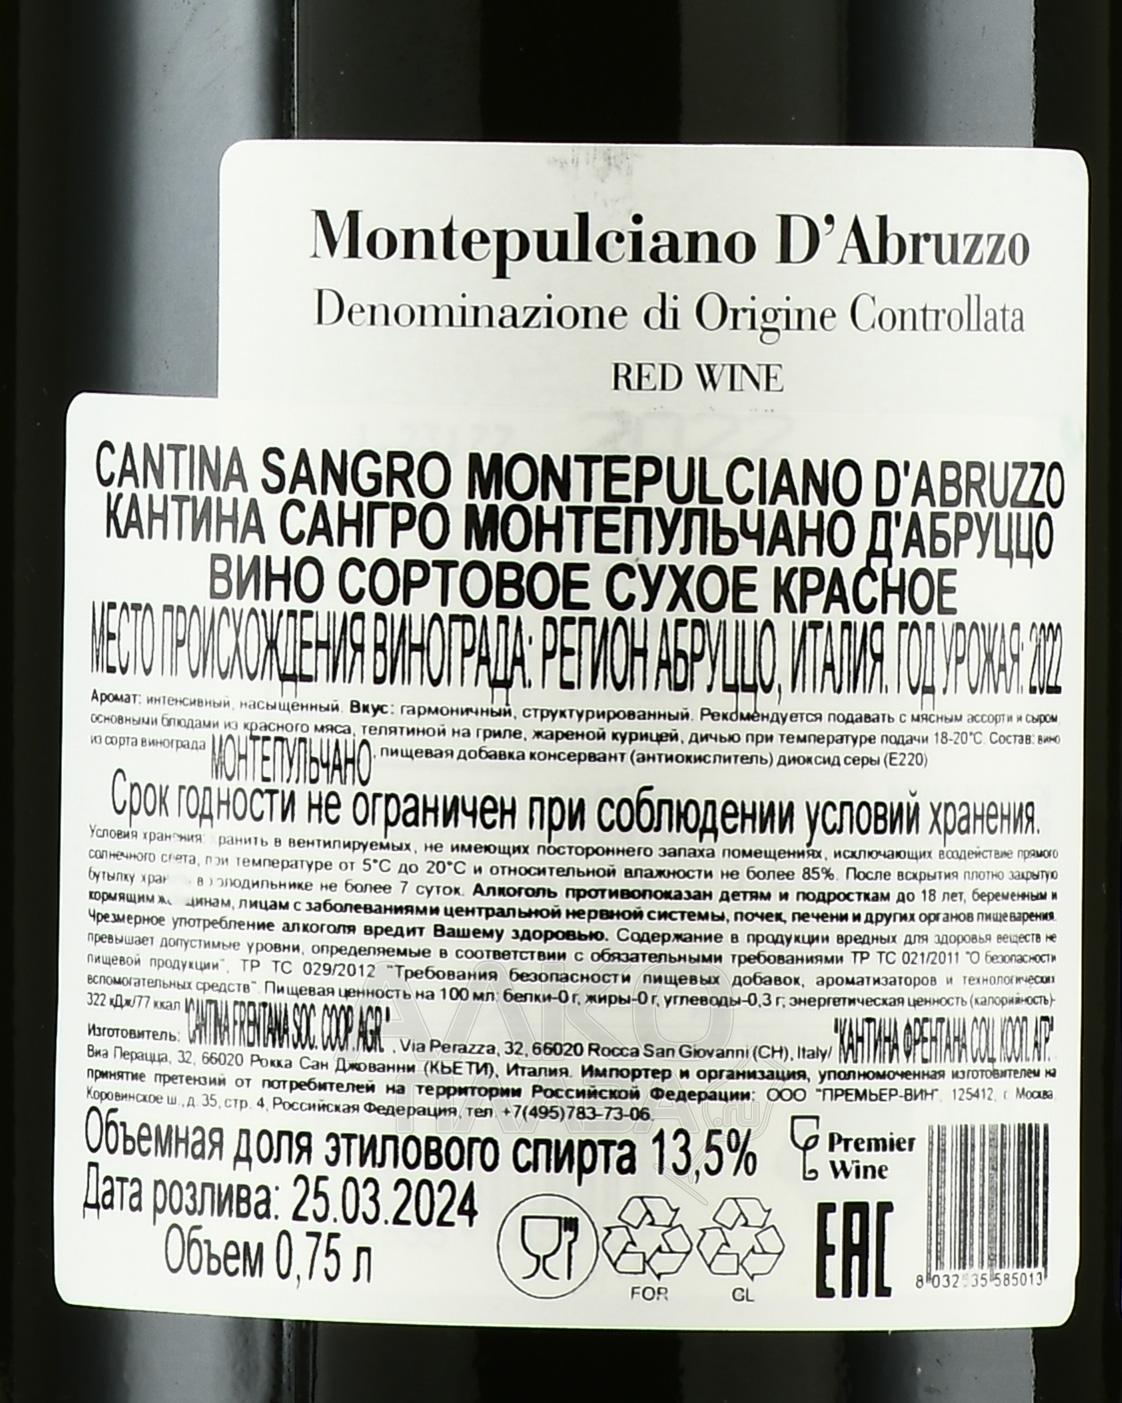 Montepulciano D’Abruzzo
Denominazione di Origine Controllata
RED WINE
CANTINA SANGRO MONTEPULCIANO D'ABRUZZO
КАНТИНА САНГРО МОНТЕПУЛЬЧАНО Д'АБРУЦЦО
ВИНО СОРТОВОЕ СУХОЕ КРАСНОЕ
МЕСТО ПРОИСХОЖДЕНИЯ ВИНОГРАДА: РЕГИОН АБРУЦЦО, ИТАЛИЯ. ГОД УРОЖАЯ: 2022
Аромат: интенсивный, насыщенный. Вкус: гармоничный, структурированный. Рекомендуется подавать с мясным ассорти и сыром,
основными блюдами из красного мяса, телятиной на гриле, жареной курицей, дичью при температуре подачи 18-20°С. Состав: вино
из сорта винограда МОНТЕПУЛЬЧАНО, пищевая добавка консервант (антиокислитель) диоксид серы (Е220)
Срок годности не ограничен при соблюдении условий хранения.
Условия хранить в вентилируемых, не имеющих постороннего запаха помещениях, исключающих воздействие прямого
солнечного света, при температуре от 5°С до 20°С и относительной влажности не более 85%. После вскрытия плотно закрытую
бутылку в холодильнике не более 7 суток. Алкоголь противопоказан детям и подросткам до 18 лет, беременным и
кормящим лицам с заболеваниями центральной нервной системы, почек, печени и других органов пищеварения.
Чрезмерное употребление алкоголя вредит Вашему здоровью. Содержание в продукции вредных для здоровья веществ не
превышает допустимые уровни, определяемые в соответствии с обязательными требованиями ТР ТС 021/2011 "О безопасности
пищевой продукции", ТР ТС 029/2012 "Требования безопасности пищевых добавок, ароматизаторов и технологических
вспомогательных средств". Пищевая ценность на 100 мл: белки-0 г, жиры-0 г, углеводы-0,3 г; энергетическая ценность (калорийность)-
322 кДж/77 ккал
Изготовитель: "CANTINA FRENTANA SOC. COOP. AGR.", Via Perazza, 32, 66020 Rocca San Giovanni (CH), Italy/ "КАНТИНА ФРЕНТАНА СОЦ. КООП. АГР."
Виа Перацца, 32, 66020 Рокка Сан Джованни (КЬЕТИ), Италия. Импортер и организация, уполномоченная изготовителем на
принятие претензий от потребителей на территории Российской Федерации: ООО "ПРЕМЬЕР-ВИН", 125412, г. Москва,
Коровинское ш., д. 35, стр. 4, Российская Федерация, тел. +7(495)783-73-06.
Объемная доля этилового спирта 13,5%
Дата розлива: 25.03.2024
Объем 0,75 л
Premier
Wine
FOR
GL
EAC
8 032 35 585013